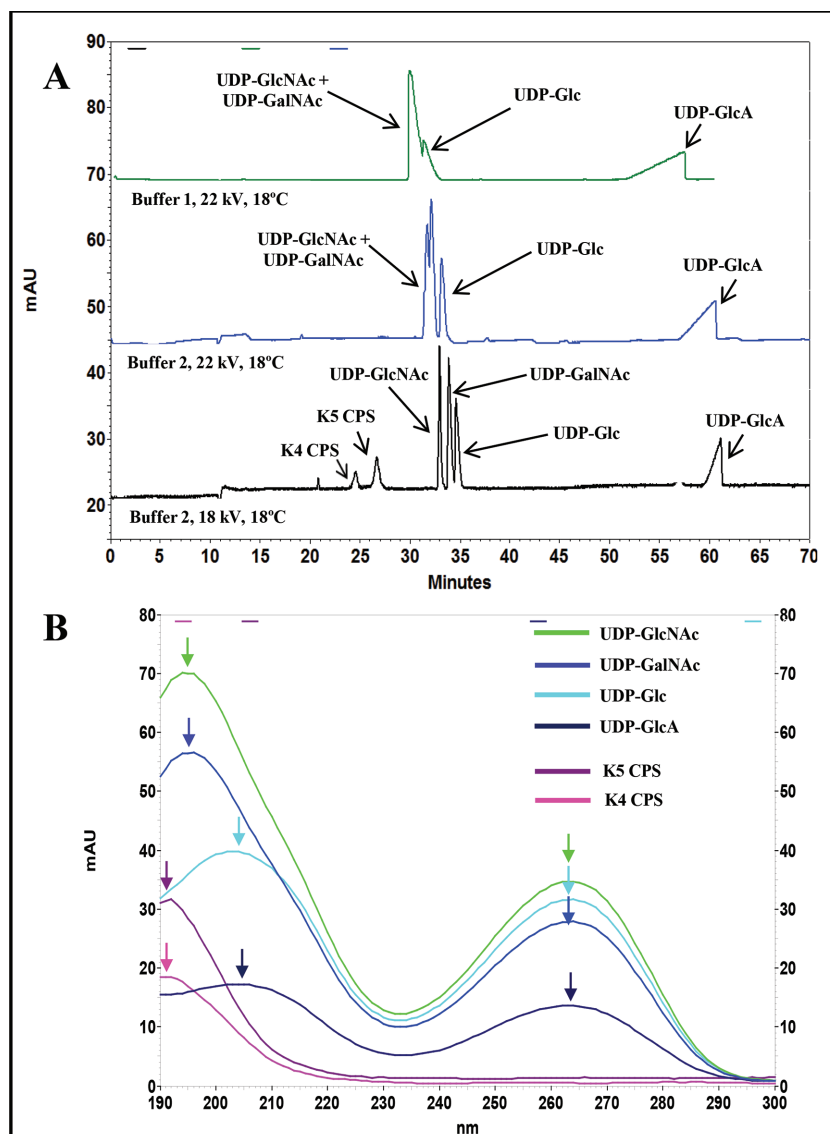 A
90
80
70
60
50
40
30
20
mAU
UDP-GlcNAc +
UDP-GalNAc
UDP-Glc
UDP-GlcA
Buffer 1, 22 kV, 18ºC
UDP-GlcNAc +
UDP-GalNAc
UDP-Glc
UDP-GlcA
Buffer 2, 22 kV, 18ºC
UDP-GlcNAc
UDP-GalNAc
K5 CPS
K4 CPS
UDP-Glc
UDP-GlcA
Buffer 2, 18 kV, 18ºC
0 5 10 15 20 25 30 35 40 45 50 55 60 65 70
Minutes
B
80
70
60
50
40
30
20
10
0
mAU
UDP-GlcNAc
UDP-GalNAc
UDP-Glc
UDP-GlcA
K5 CPS
K4 CPS
80
70
60
50
40
30
20
10
0
mAU
190 200 210 220 230 240 250 260 270 280 290 300
nm